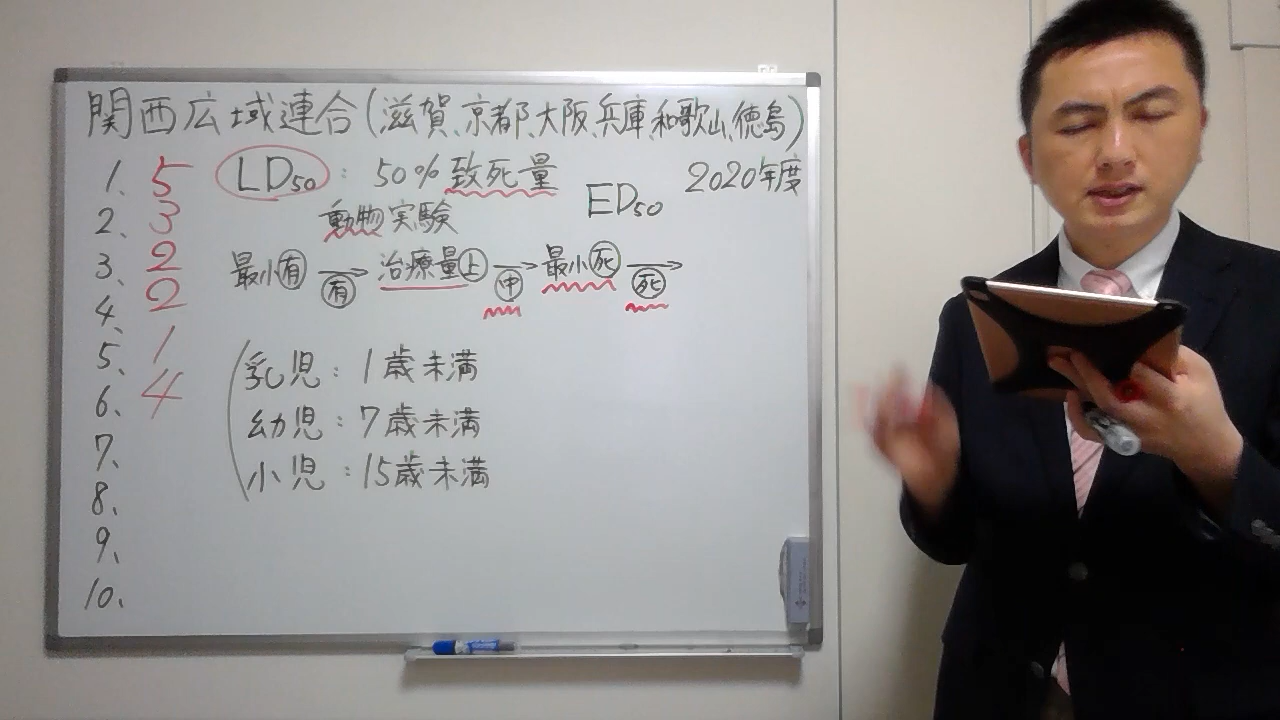 関西広域連合(滋賀、京都、大阪、兵庫、和歌山、徳島)
2020年度
1、5
2、3
3、2
4、2
5、1
6、4
7、
8、
9、
10、
LD50 : 50%致死量
ED50
動物実験
最小有 → 治療量上 → 最小死 →
有 中 死
乳児 : 1歳未満
幼児 : 7歳未満
小児 : 15歳未満